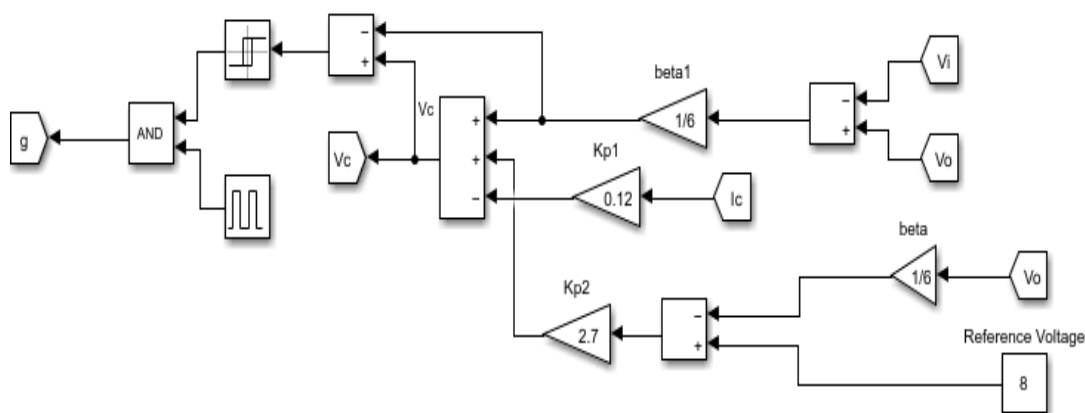 Vi
beta1
−
−
+
Vc
1/6
−
+
+
g
AND
Vc
Kp1
Vo
+
−
0.12
Ic
beta
1/6
Vo
Kp2
−
2.7
+
Reference Voltage
8